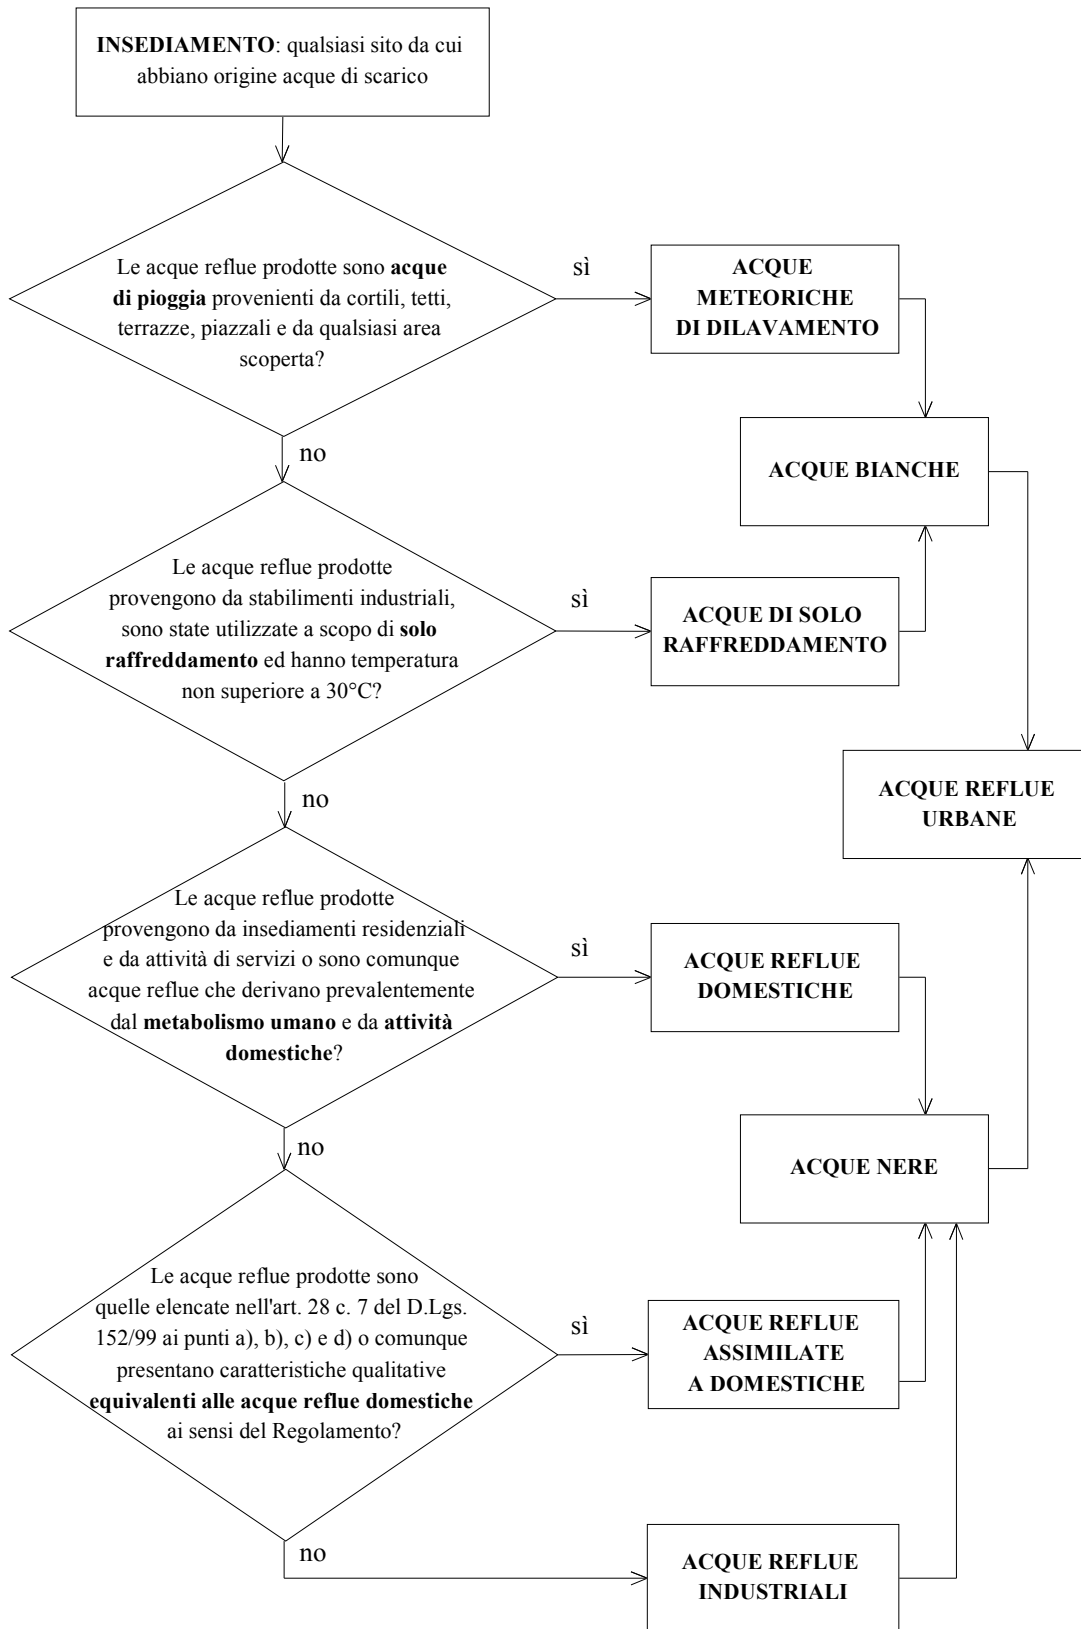 INSEDIAMENTO: qualsiasi sito da cui
abbiano origine acque di scarico
Le acque reflue prodotte sono acque
di pioggia provenienti da cortili, tetti,
terrazze, piazzali e da qualsiasi area
scoperta?
sì
ACQUE
METEORICHE
DI DILAVAMENTO
no
ACQUE BIANCHE
Le acque reflue prodotte
provengono da stabilimenti industriali,
sono state utilizzate a scopo di solo
raffreddamento ed hanno temperatura
non superiore a 30°C?
sì
ACQUE DI SOLO
RAFFREDDAMENTO
no
ACQUE REFLUE
URBANE
Le acque reflue prodotte
provengono da insediamenti residenziali
e da attività di servizi o sono comunque
acque reflue che derivano prevalentemente
dal metabolismo umano e da attività
domestiche?
sì
ACQUE REFLUE
DOMESTICHE
no
ACQUE NERE
Le acque reflue prodotte sono
quelle elencate nell'art. 28 c. 7 del D.Lgs.
152/99 ai punti a), b), c) e d) o comunque
presentano caratteristiche qualitative
equivalenti alle acque reflue domestiche
ai sensi del Regolamento?
sì
ACQUE REFLUE
ASSIMILATE
A DOMESTICHE
no
ACQUE REFLUE
INDUSTRIALI